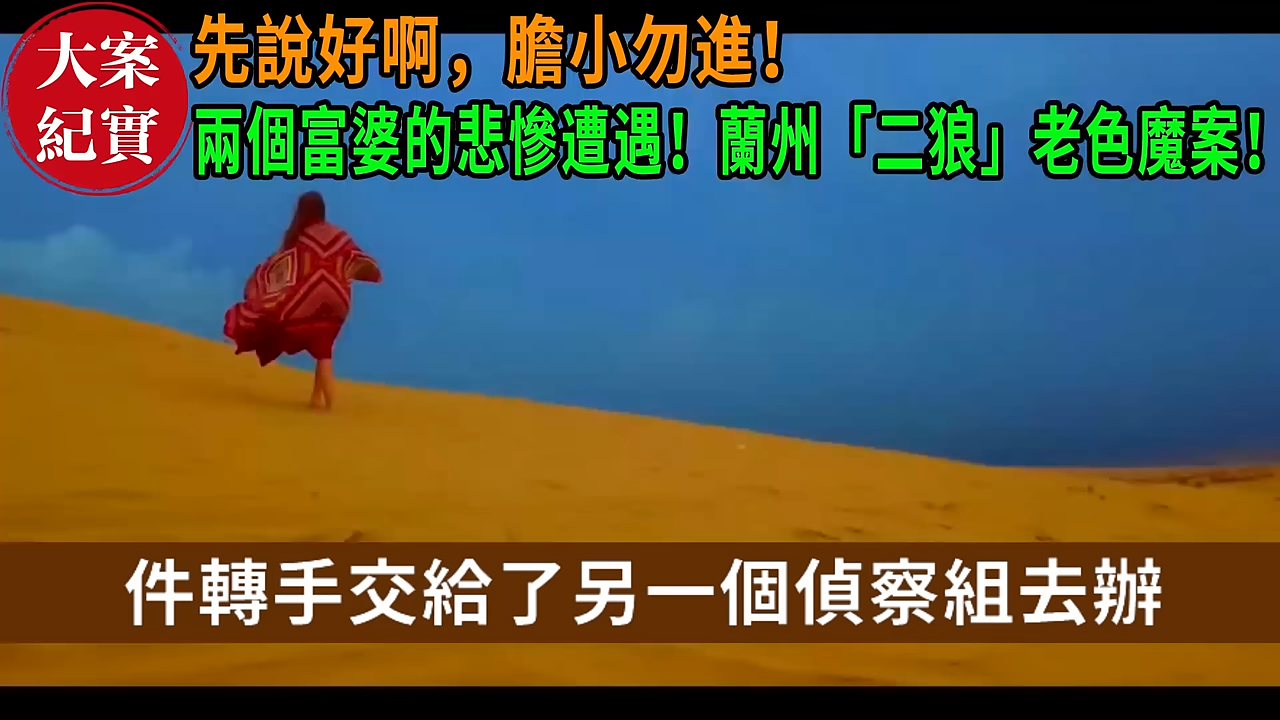 大案
紀實
先說好啊，膽小勿進！
兩個富婆的悲慘遭遇！蘭州「二狼」老色魔案！
件轉手交給了另一個偵察組去辦